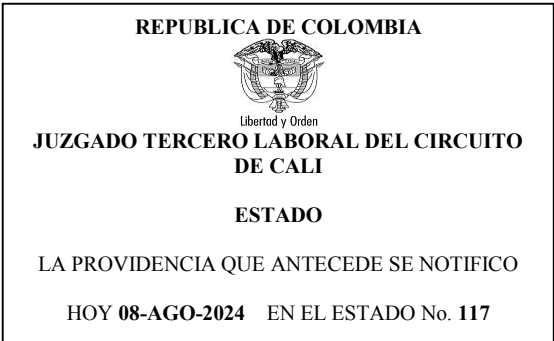 REPUBLICA DE COLOMBIA
Libertad y Orden
JUZGADO TERCERO LABORAL DEL CIRCUITO
DE CALI
ESTADO
LA PROVIDENCIA QUE ANTECEDE SE NOTIFICO
HOY 08-AGO-2024 EN EL ESTADO No. 117